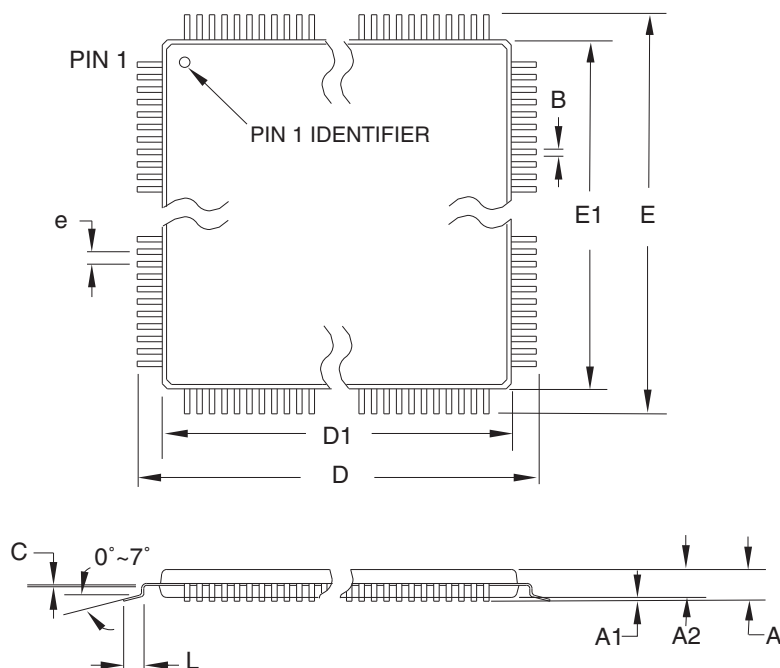 PIN 1
PIN 1 IDENTIFIER
B
e
E1
E
D1
D
C
0°~7°
A1
A2
A
L